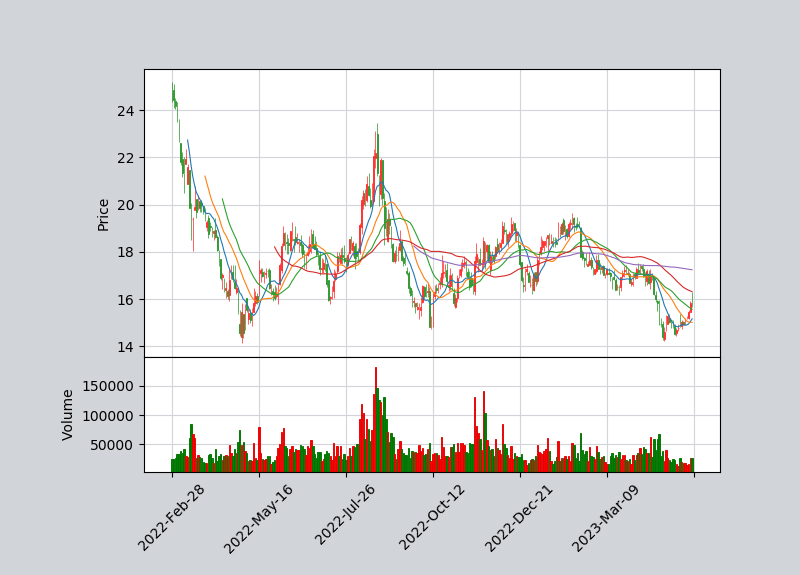 24
22
20
18
16
14
Price
150000
100000
50000
Volume
2022-Feb-28
2022-May-16
2022-Jul-26
2022-Oct-12
2022-Dec-21
2023-Mar-09